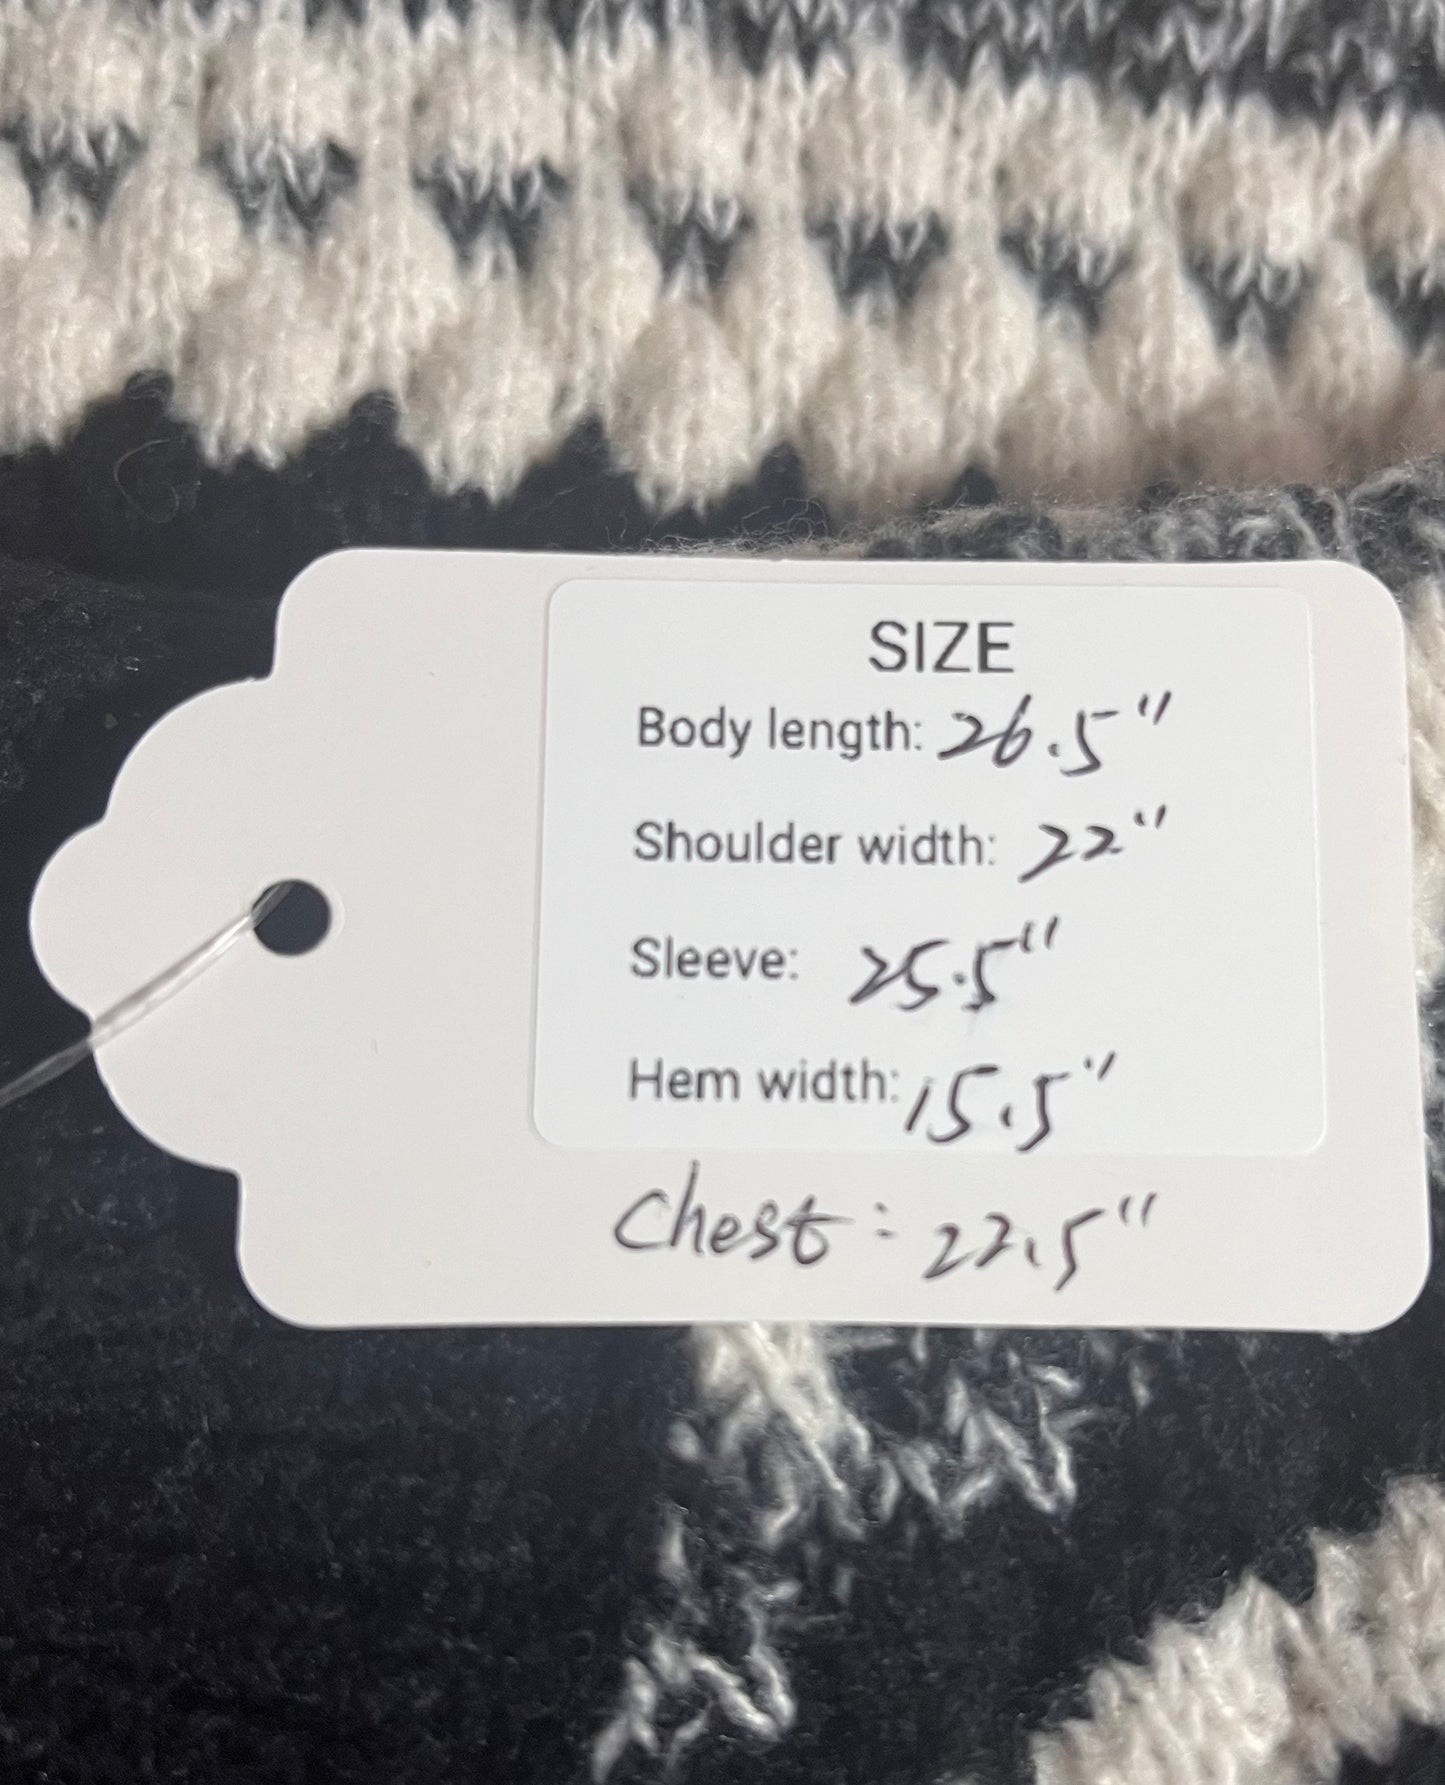 SIZE
Body length: 26.5"
Shoulder width: 22"
Sleeve: 25.5"
Hem width: 15.5"
Chest: 22.5"